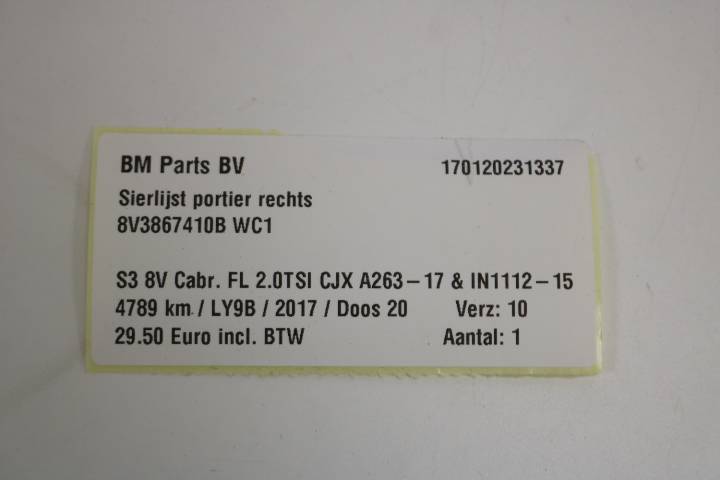 BM Parts BV 170120231337
Sierlijst portier rechts
8V3867410B WC1
S3 8V Cabr. FL 2.0TSI CJX A263-17 & IN1112-15
4789 km / LY9B / 2017 / Doos 20 Verz: 10
29.50 Euro incl. BTW Aantal: 1